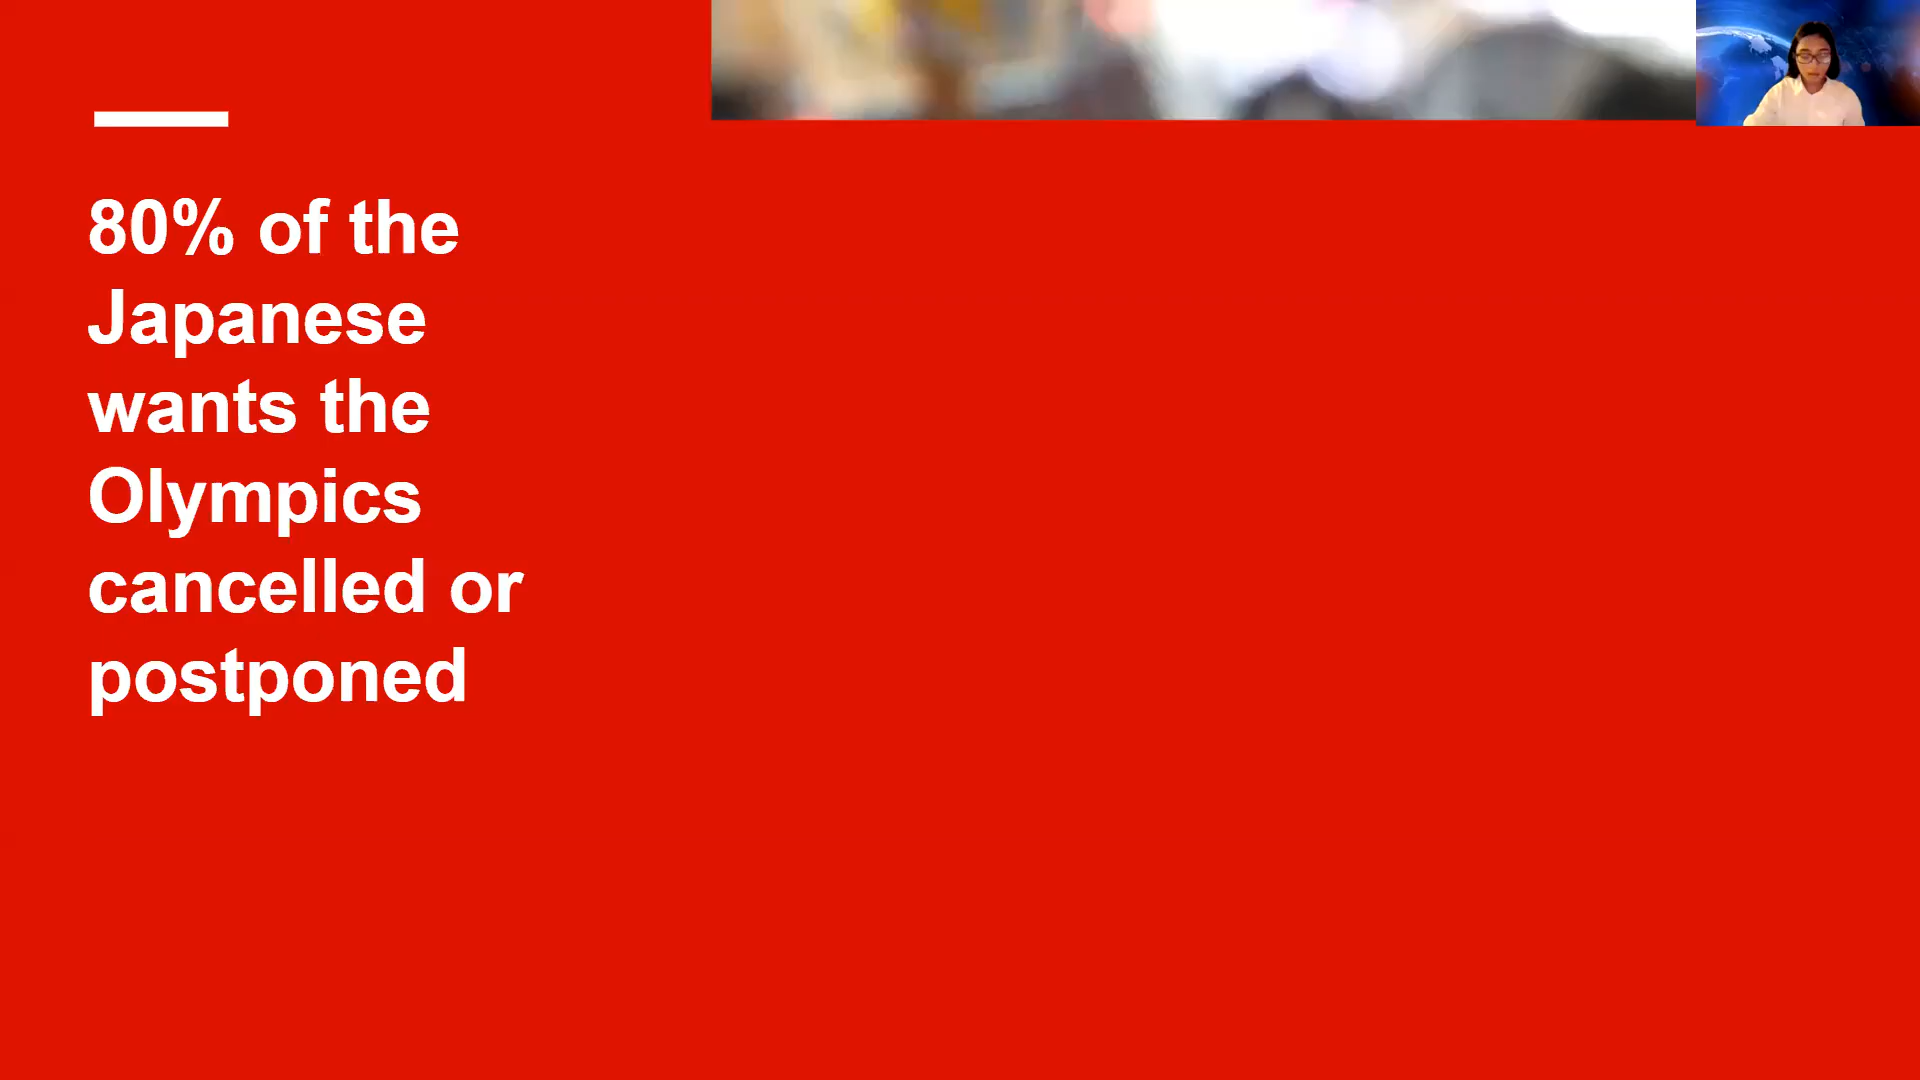 80% of the
Japanese
wants the
Olympics
cancelled or
postponed